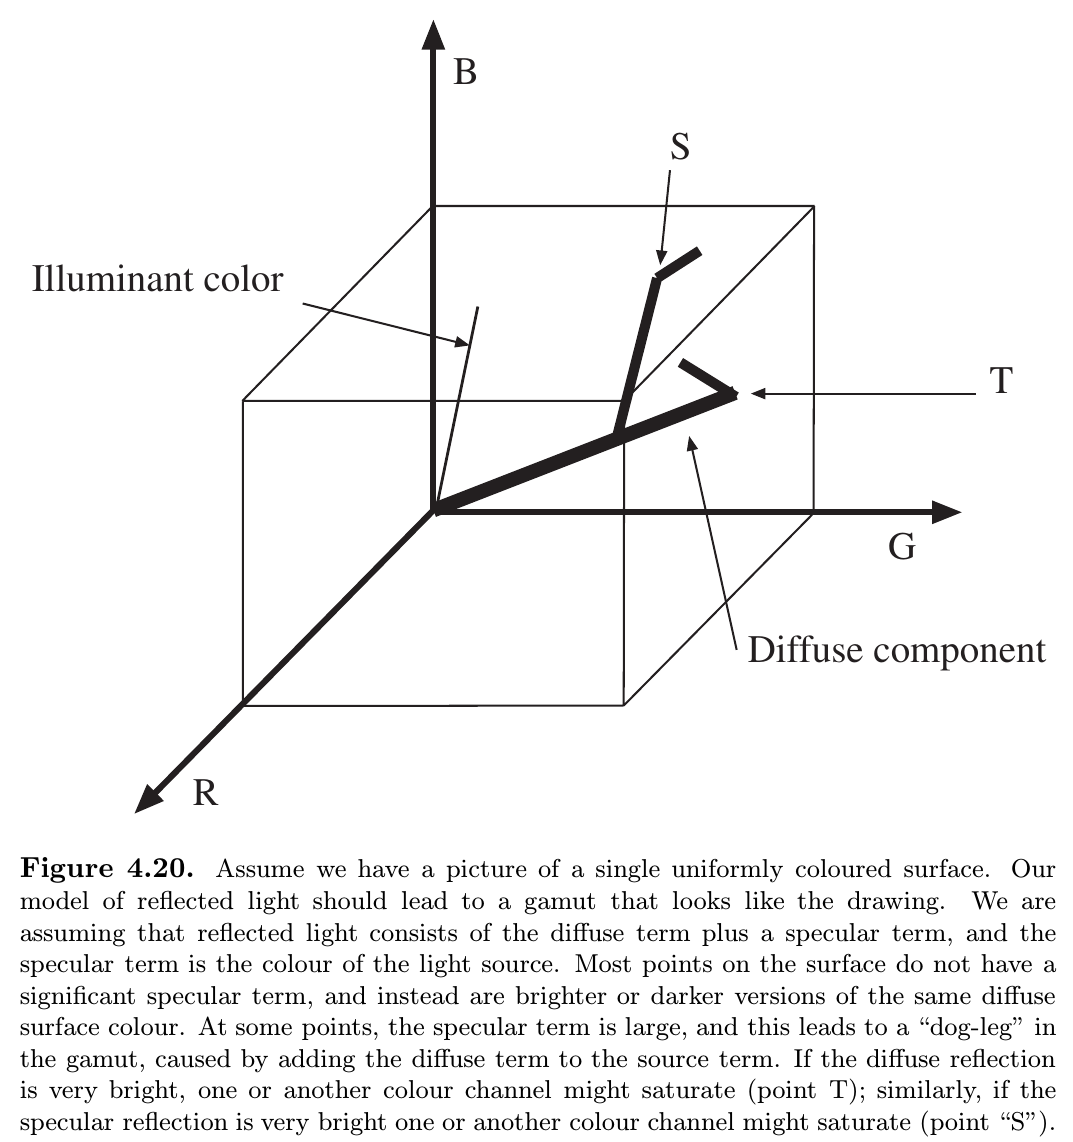 B
S
Illuminant color
T
G
Diffuse component
R
Figure 4.20. Assume we have a picture of a single uniformly coloured surface. Our
model of reflected light should lead to a gamut that looks like the drawing. We are
assuming that reflected light consists of the diffuse term plus a specular term, and the
specular term is the colour of the light source. Most points on the surface do not have a
significant specular term, and instead are brighter or darker versions of the same diffuse
surface colour. At some points, the specular term is large, and this leads to a “dog-leg” in
the gamut, caused by adding the diffuse term to the source term. If the diffuse reflection
is very bright, one or another colour channel might saturate (point T); similarly, if the
specular reflection is very bright one or another colour channel might saturate (point “S”).